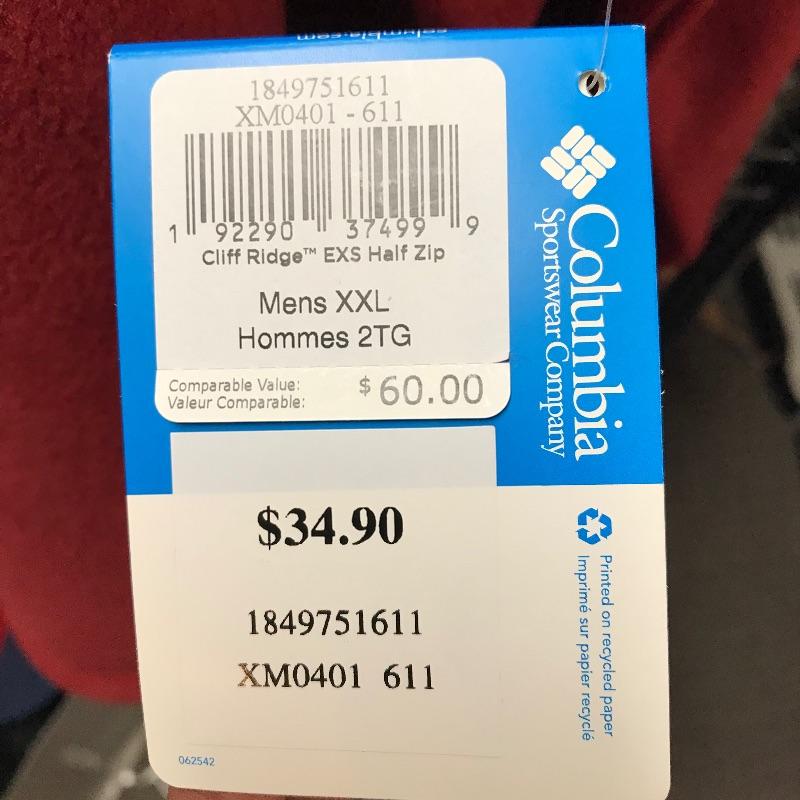 columbia.com
1849751611
XM0401 - 611
1 92290 37499 9
Cliff Ridge™ EXS Half Zip
Mens XXL
Hommes 2TG
Comparable Value:
Valeur Comparable:
$60.00
Columbia
Sportswear Company
$34.90
1849751611
XM0401 611
Printed on recycled paper
Imprimé sur papier recyclé
062542